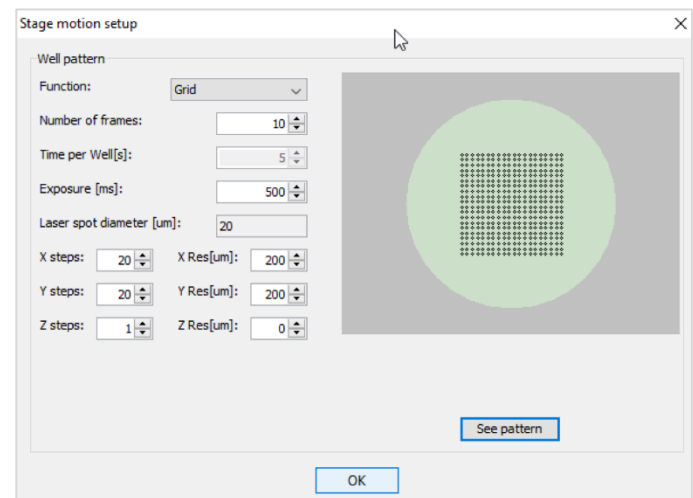 Stage motion setup
Well pattern
Function: Grid
Number of frames: 10
Time per Well[s]: 5
Exposure [ms]: 500
Laser spot diameter [um]: 20
X steps: 20 X Res[um]: 200
Y steps: 20 Y Res[um]: 200
Z steps: 1 Z Res[um]: 0
See pattern
OK